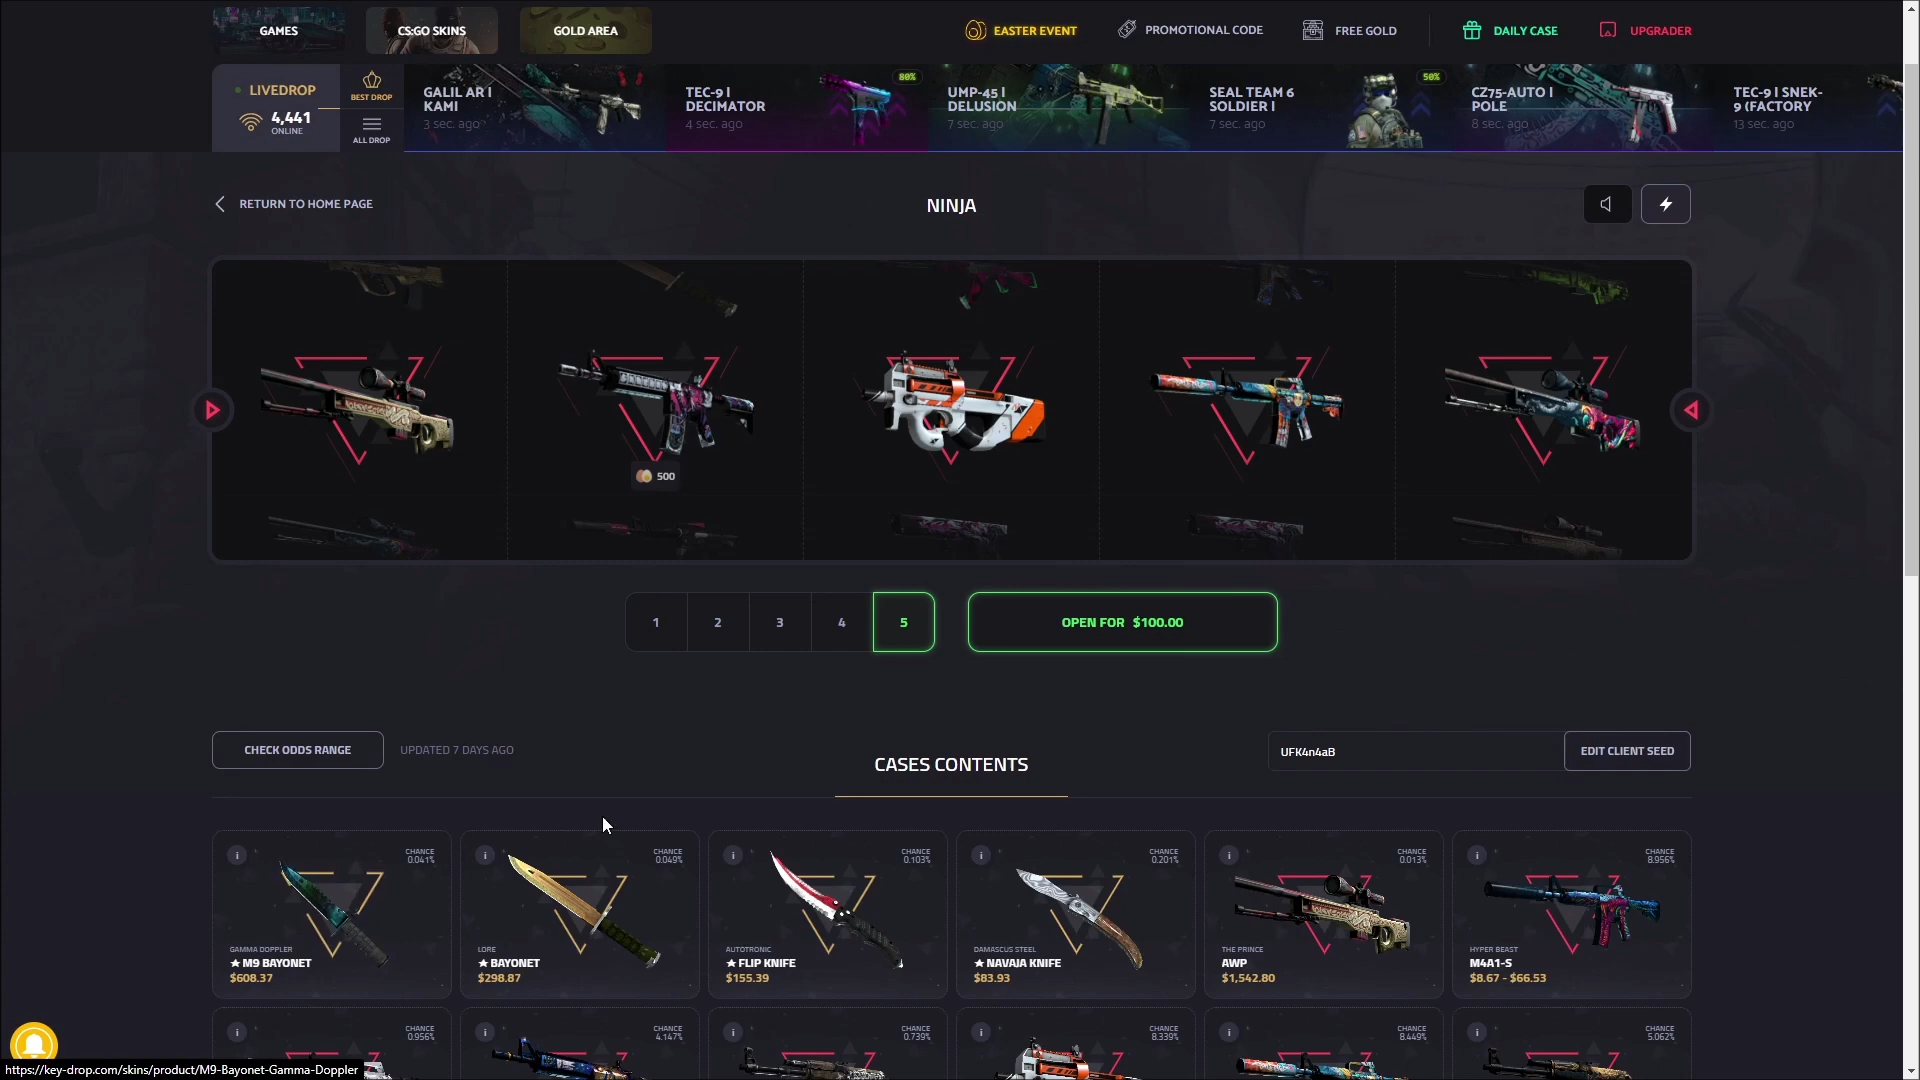 GAMES
CS:GO SKINS
GOLD AREA
EASTER EVENT
PROMOTIONAL CODE
FREE GOLD
DAILY CASE
UPGRADER
LIVEDROP
4,441
ONLINE
BEST DROP
ALL DROP
GALIL AR |
KAMI
3 sec. ago
TEC-9 |
DECIMATOR
4 sec. ago
80%
UMP-45 |
DELUSION
7 sec. ago
SEAL TEAM 6
SOLDIER |
7 sec. ago
50%
CZ75-AUTO |
POLE
8 sec. ago
TEC-9 | SNEK-
9 (FACTORY
13 sec. ago
RETURN TO HOME PAGE
NINJA
500
1
2
3
4
5
OPEN FOR $100.00
CHECK ODDS RANGE
UPDATED 7 DAYS AGO
CASES CONTENTS
UFK4n4aB
EDIT CLIENT SEED
CHANCE
0.041%
GAMMA DOPPLER
★ M9 BAYONET
$608.37
CHANCE
0.049%
LORE
★ BAYONET
$298.87
CHANCE
0.103%
AUTOTRONIC
★ FLIP KNIFE
$155.39
CHANCE
0.201%
DAMASCUS STEEL
★ NAVAJA KNIFE
$83.93
CHANCE
0.013%
THE PRINCE
AWP
$1,542.80
CHANCE
8.956%
HYPER BEAST
M4A1-S
$8.67 - $66.53
CHANCE
0.956%
CHANCE
4.147%
CHANCE
0.739%
CHANCE
8.339%
CHANCE
8.449%
CHANCE
5.062%
https://key-drop.com/skins/product/M9-Bayonet-Gamma-Doppler